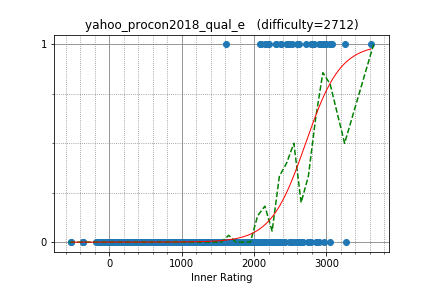 yahoo_procon2018_qual_e (difficulty=2712)
1
0
0 1000 2000 3000
Inner Rating